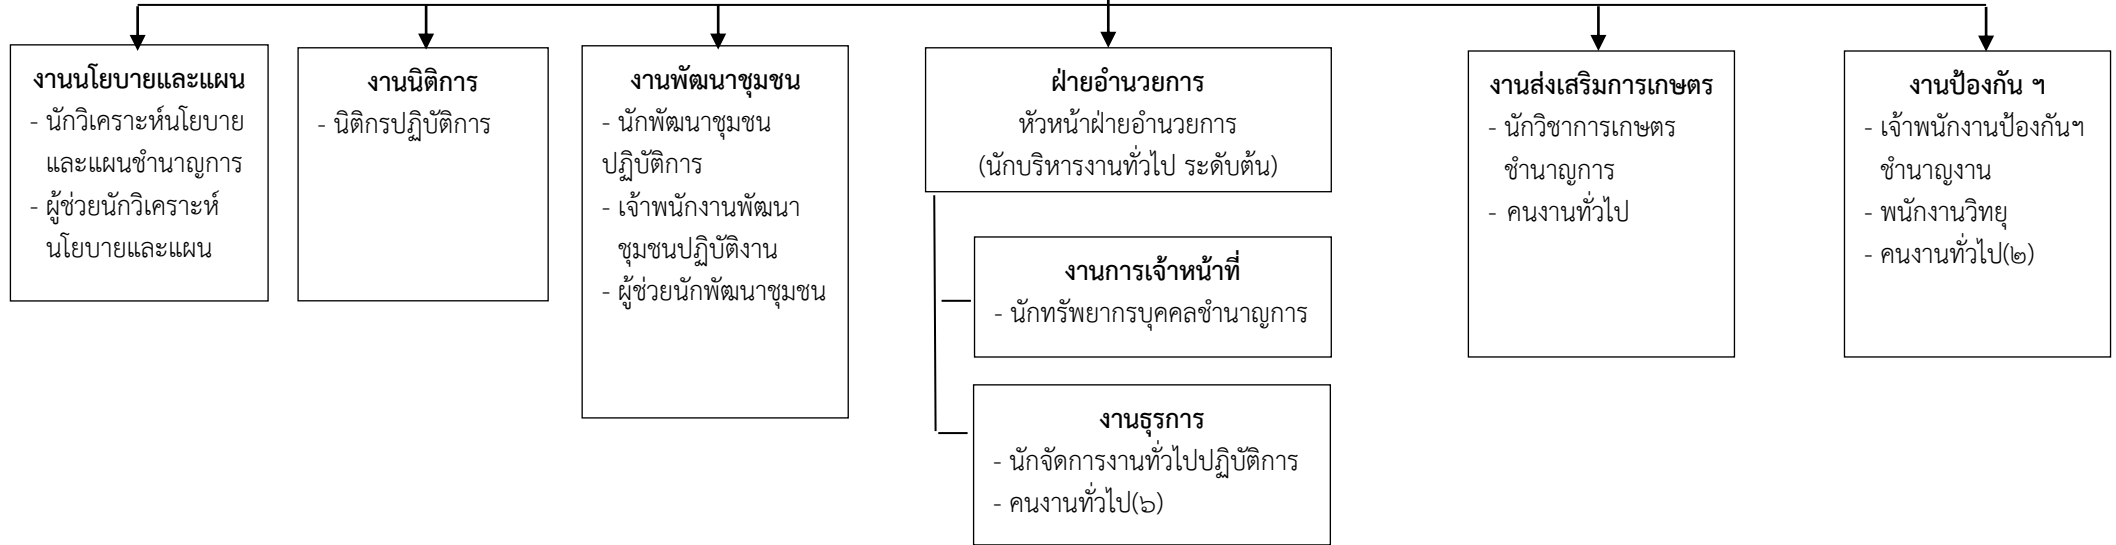 งานนโยบายและแผน
- นักวิเคราะห์นโยบาย
และแผนชำนาญการ
- ผู้ช่วยนักวิเคราะห์
นโยบายและแผน
งานนิติการ
- นิติกรปฏิบัติการ
งานพัฒนาชุมชน
- นักพัฒนาชุมชน
ปฏิบัติการ
- เจ้าพนักงานพัฒนา
ชุมชนปฏิบัติงาน
- ผู้ช่วยนักพัฒนาชุมชน
ฝ่ายอำนวยการ
หัวหน้าฝ่ายอำนวยการ
(นักบริหารงานทั่วไป ระดับต้น)
งานการเจ้าหน้าที่
- นักทรัพยากรบุคคลชำนาญการ
งานธุรการ
- นักจัดการงานทั่วไปปฏิบัติการ
- คนงานทั่วไป(๖)
งานส่งเสริมการเกษตร
- นักวิชาการเกษตร
ชำนาญการ
- คนงานทั่วไป
งานป้องกัน ฯ
- เจ้าพนักงานป้องกันฯ
ชำนาญงาน
- พนักงานวิทยุ
- คนงานทั่วไป(๒)